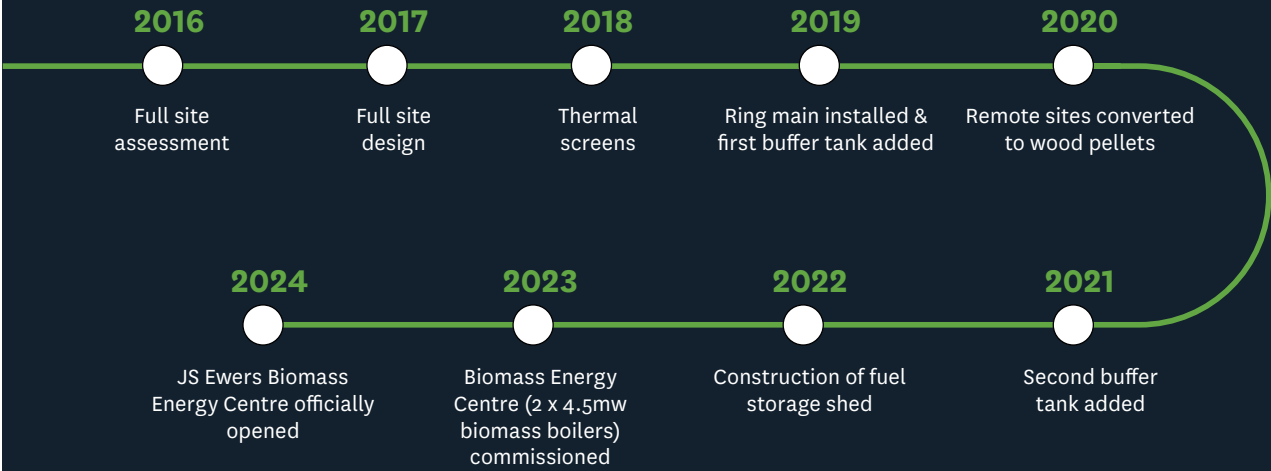 2016
Full site
assessment
2017
Full site
design
2018
Thermal
screens
2019
Ring main installed &
first buffer tank added
2020
Remote sites converted
to wood pellets
2021
Second buffer
tank added
2022
Construction of fuel
storage shed
2023
Biomass Energy
Centre (2 x 4.5mw
biomass boilers)
commissioned
2024
JS Ewers Biomass
Energy Centre officially
opened